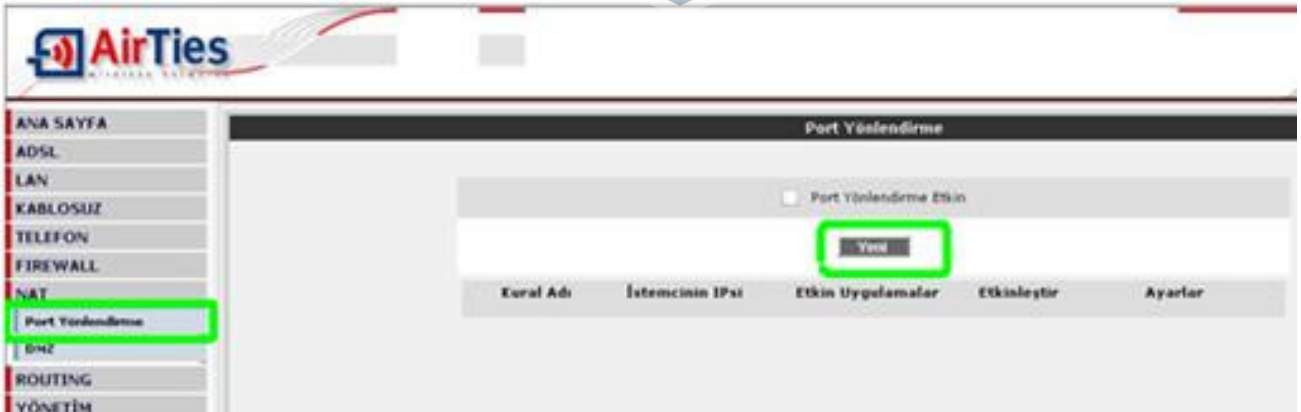 AirTies
ANA SAYFA
ADSL
LAN
KABLOSUZ
TELEFON
FIREWALL
NAT
Port Yönlendirme
DMZ
ROUTING
YÖNETİM
Port Yönlendirme
Port Yönlendirme Etkin
Yeni
Kural Adı İstemcinin IPsi Etkin Uygulamalar Etkinleştir Ayarlar